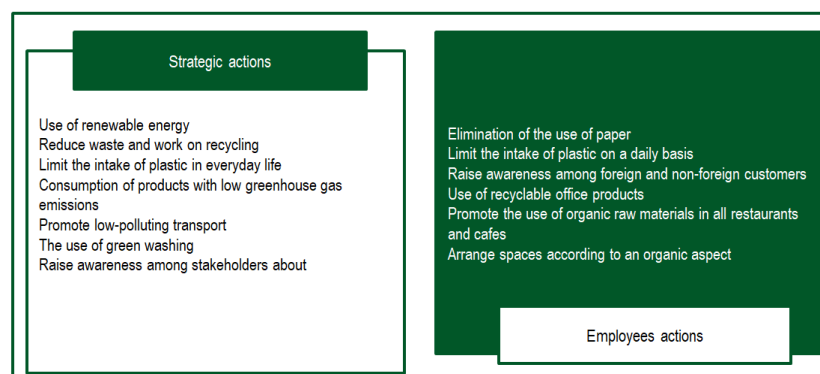 Strategic actions
Use of renewable energy
Reduce waste and work on recycling
Limit the intake of plastic in everyday life
Consumption of products with low greenhouse gas
emissions
Promote low-polluting transport
The use of green washing
Raise awareness among stakeholders about
Elimination of the use of paper
Limit the intake of plastic on a daily basis
Raise awareness among foreign and non-foreign customers
Use of recyclable office products
Promote the use of organic raw materials in all restaurants
and cafes
Arrange spaces according to an organic aspect
Employees actions